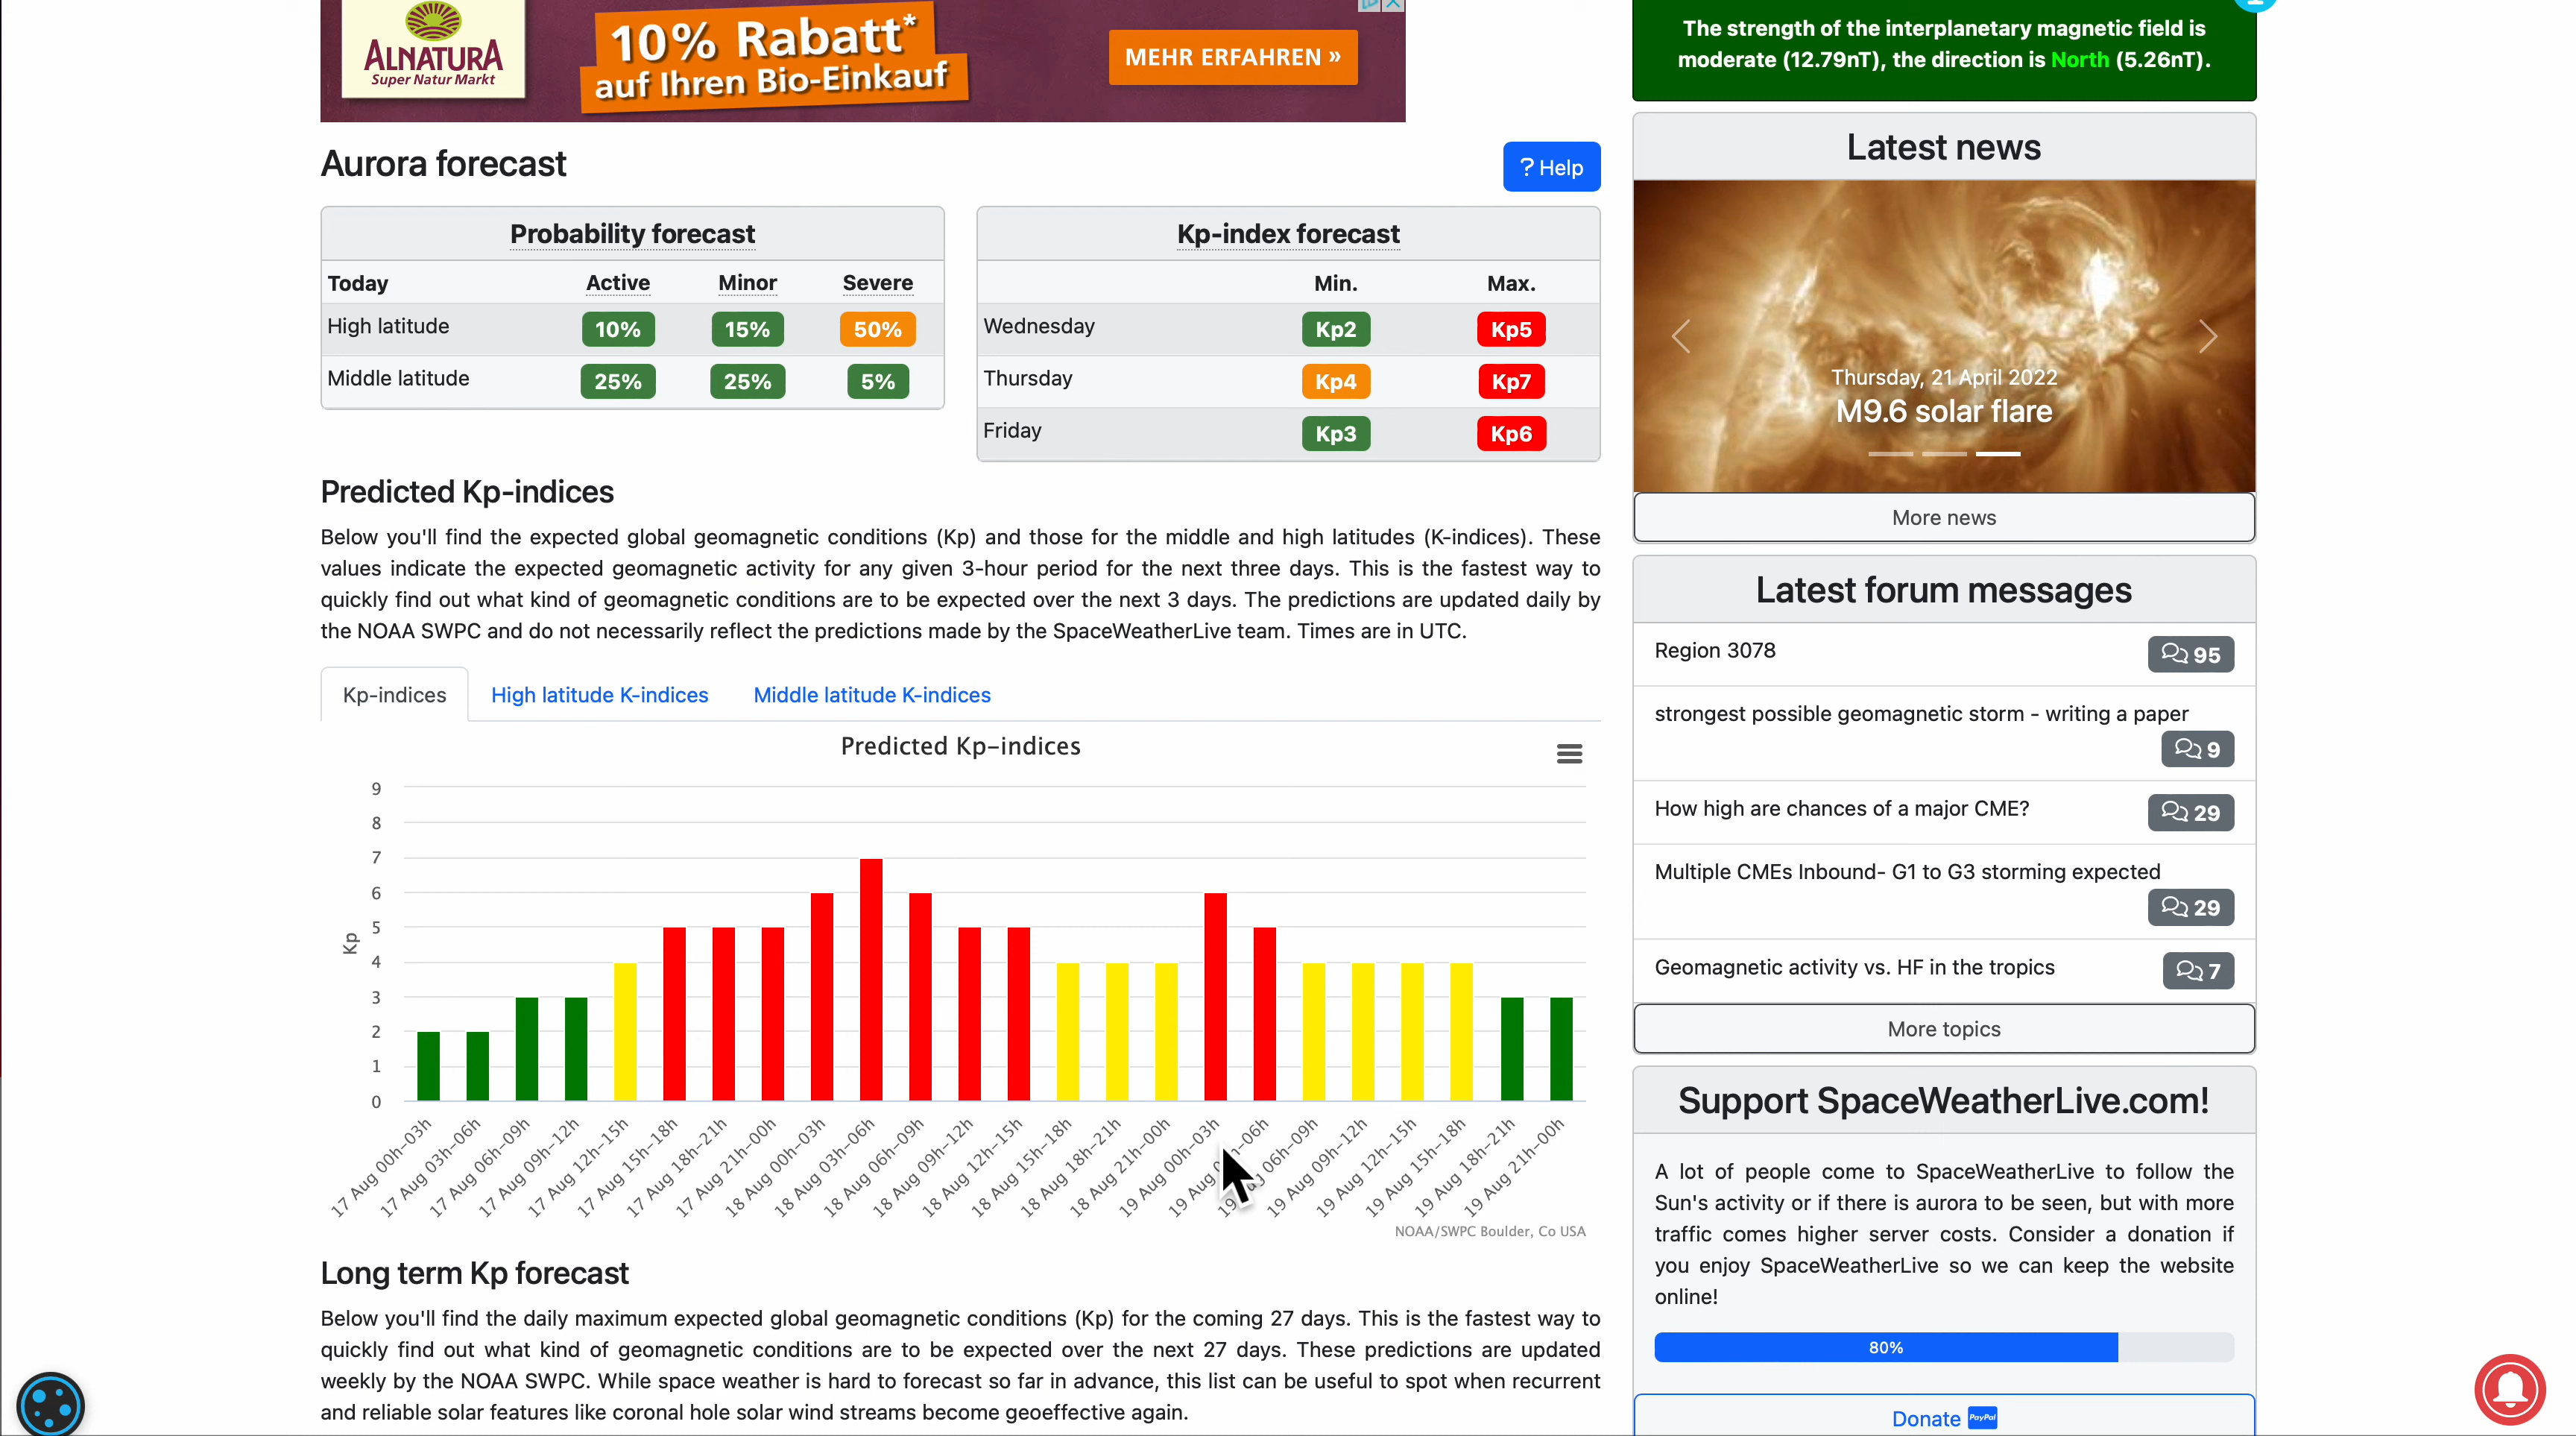 ALNATURA
Super Natur Markt
10% Rabatt*
auf Ihren Bio-Einkauf
MEHR ERFAHREN »
Aurora forecast
? Help
Probability forecast
Today Active Minor Severe
High latitude 10% 15% 50%
Middle latitude 25% 25% 5%
Kp-index forecast
Min. Max.
Wednesday Kp2 Kp5
Thursday Kp4 Kp7
Friday Kp3 Kp6
Predicted Kp-indices
Below you'll find the expected global geomagnetic conditions (Kp) and those for the middle and high latitudes (K-indices). These
values indicate the expected geomagnetic activity for any given 3-hour period for the next three days. This is the fastest way to
quickly find out what kind of geomagnetic conditions are to be expected over the next 3 days. The predictions are updated daily by
the NOAA SWPC and do not necessarily reflect the predictions made by the SpaceWeatherLive team. Times are in UTC.
Kp-indices High latitude K-indices Middle latitude K-indices
Predicted Kp-indices
9
8
7
6
5
4
3
2
1
0
Kp
17 Aug 00h-03h
17 Aug 03h-06h
17 Aug 06h-09h
17 Aug 09h-12h
17 Aug 12h-15h
17 Aug 15h-18h
17 Aug 18h-21h
17 Aug 21h-00h
18 Aug 00h-03h
18 Aug 03h-06h
18 Aug 06h-09h
18 Aug 09h-12h
18 Aug 12h-15h
18 Aug 15h-18h
18 Aug 18h-21h
18 Aug 21h-00h
19 Aug 00h-03h
19 Aug h-06h
19 06h-09h
19 Aug 09h-12h
19 Aug 12h-15h
19 Aug 15h-18h
19 Aug 18h-21h
19 Aug 21h-00h
NOAA/SWPC Boulder, Co USA
Long term Kp forecast
Below you'll find the daily maximum expected global geomagnetic conditions (Kp) for the coming 27 days. This is the fastest way to
quickly find out what kind of geomagnetic conditions are to be expected over the next 27 days. These predictions are updated
weekly by the NOAA SWPC. While space weather is hard to forecast so far in advance, this list can be useful to spot when recurrent
and reliable solar features like coronal hole solar wind streams become geoeffective again.
The strength of the interplanetary magnetic field is
moderate (12.79nT), the direction is North (5.26nT).
Latest news
Thursday, 21 April 2022
M9.6 solar flare
More news
Latest forum messages
Region 3078 95
strongest possible geomagnetic storm - writing a paper
9
How high are chances of a major CME? 29
Multiple CMEs Inbound- G1 to G3 storming expected
29
Geomagnetic activity vs. HF in the tropics 7
More topics
Support SpaceWeatherLive.com!
A lot of people come to SpaceWeatherLive to follow the
Sun's activity or if there is aurora to be seen, but with more
traffic comes higher server costs. Consider a donation if
you enjoy SpaceWeatherLive so we can keep the website
online!
80%
Donate PayPal